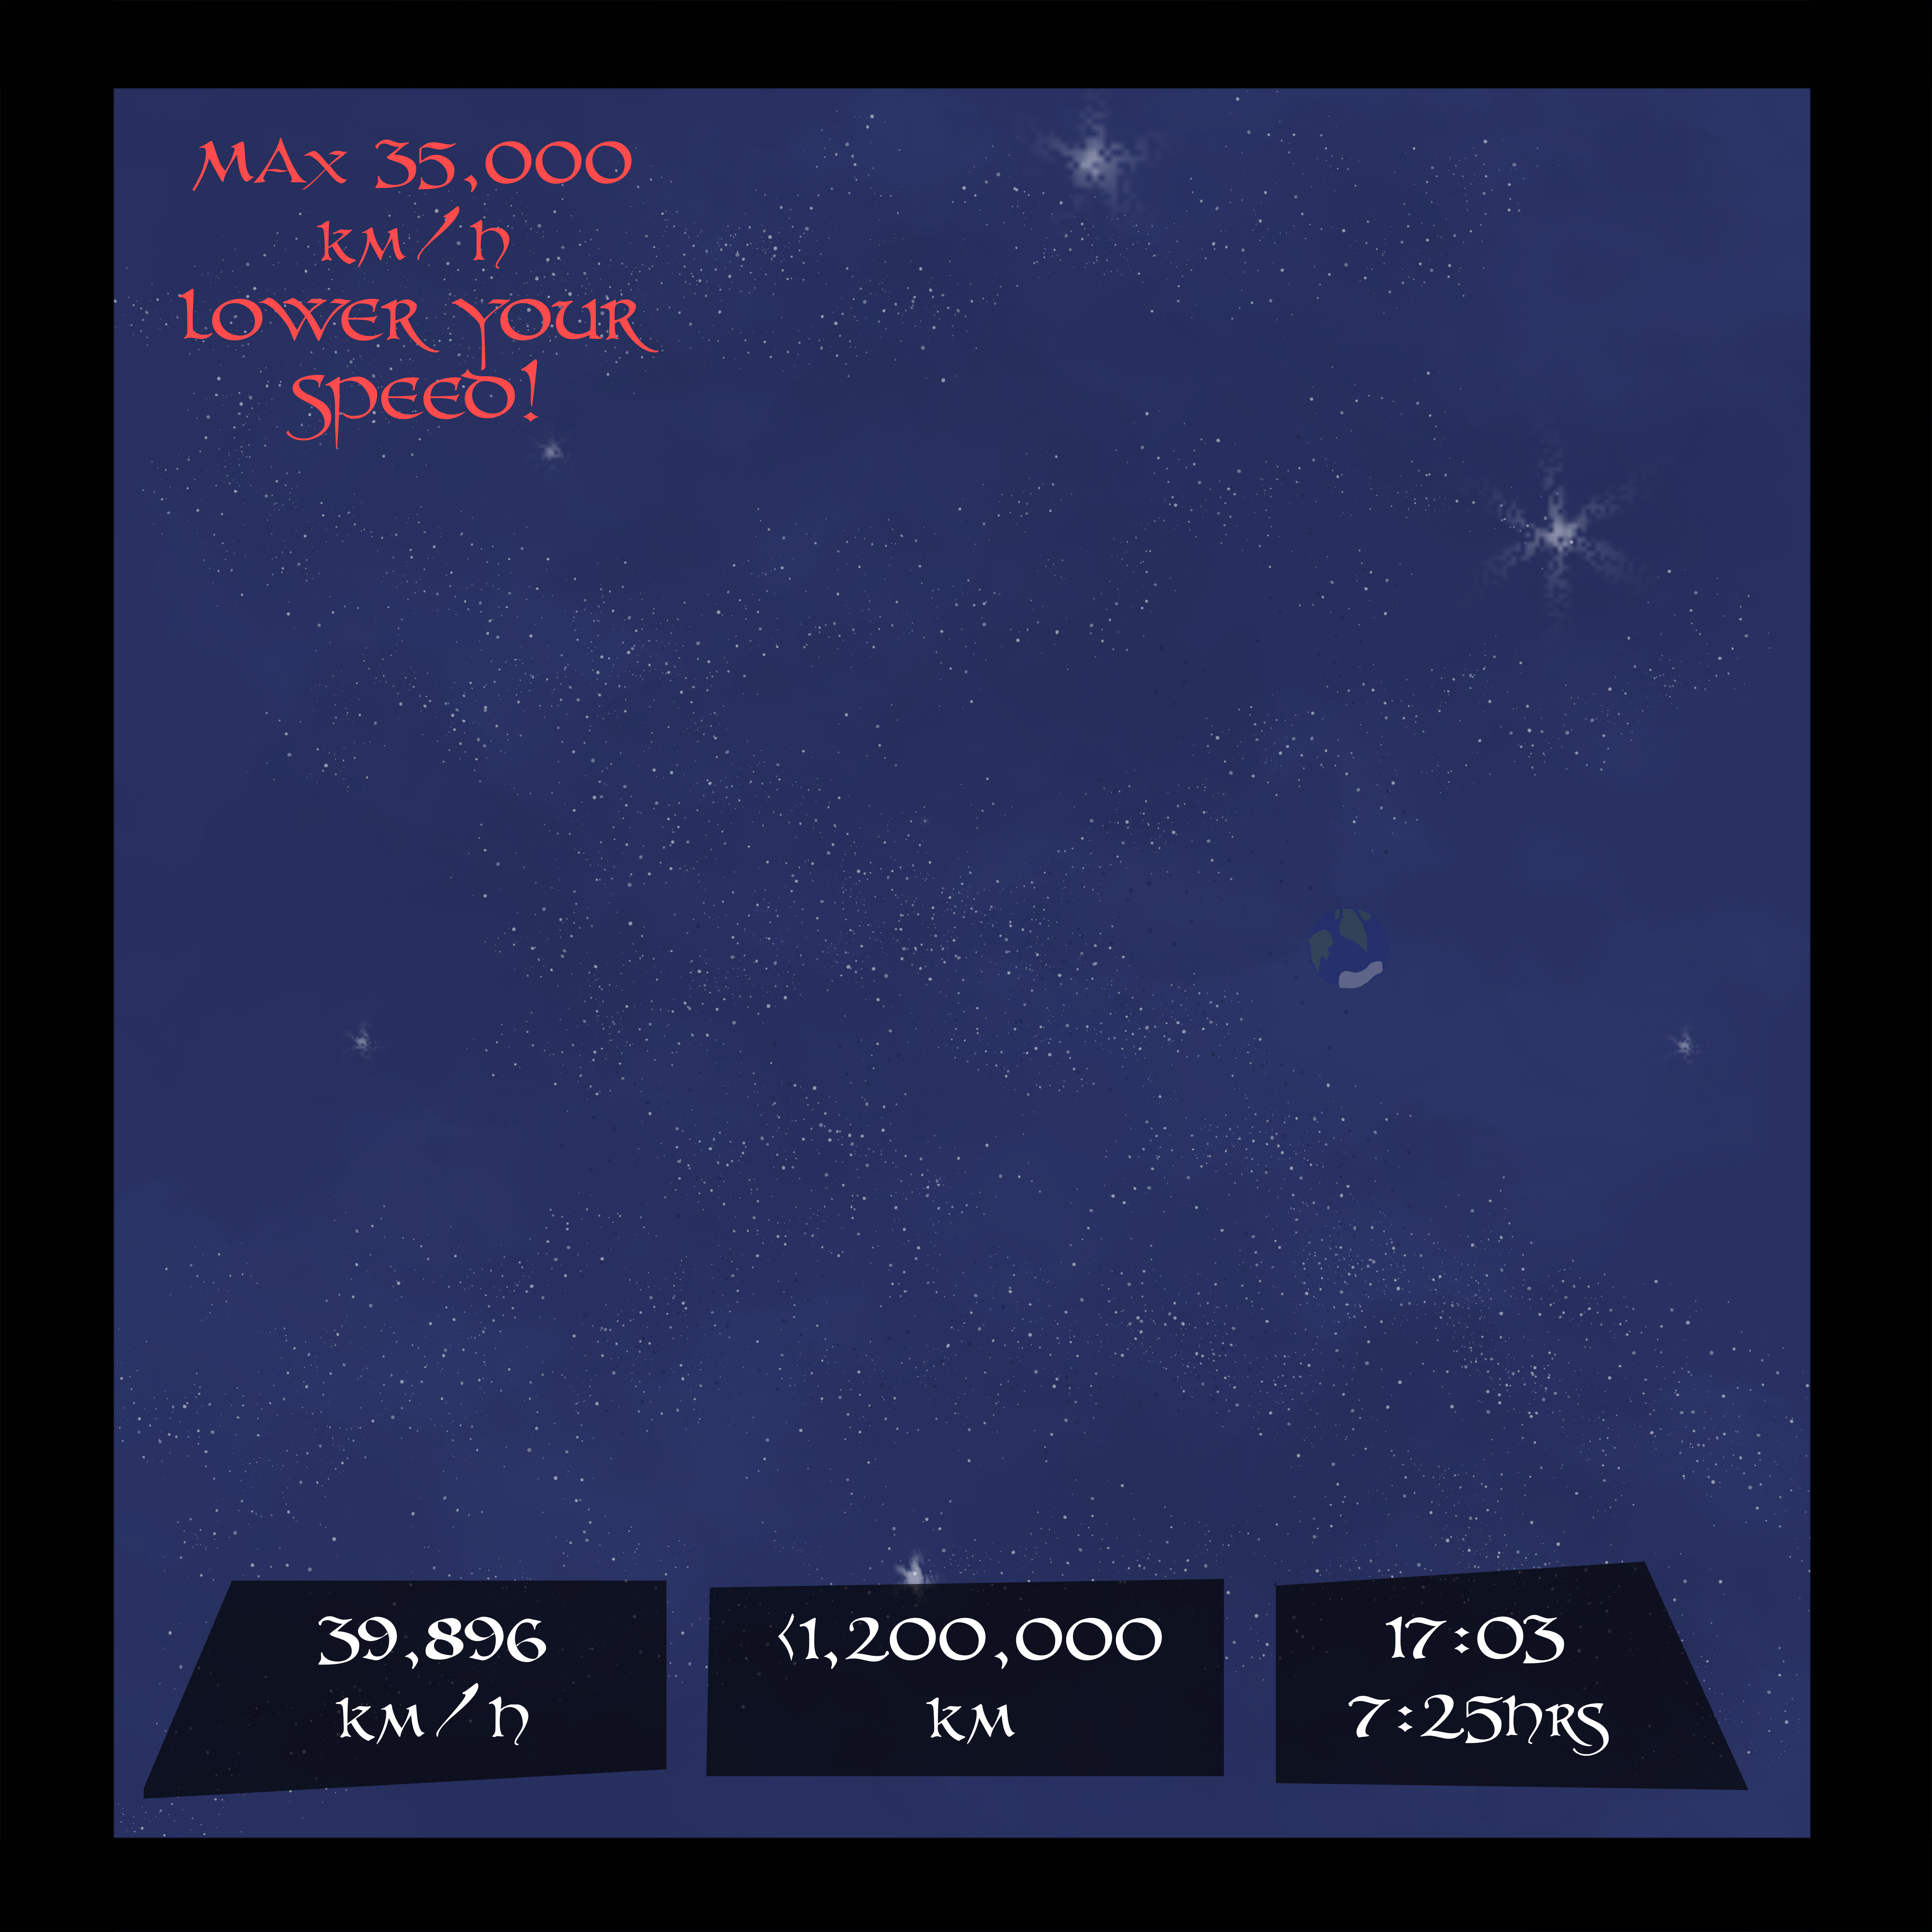 MAX 35,000
KM/H
LOWER YOUR
SPEED!
39,896
KM/H
<1,200,000
KM
17:03
7:25HRS